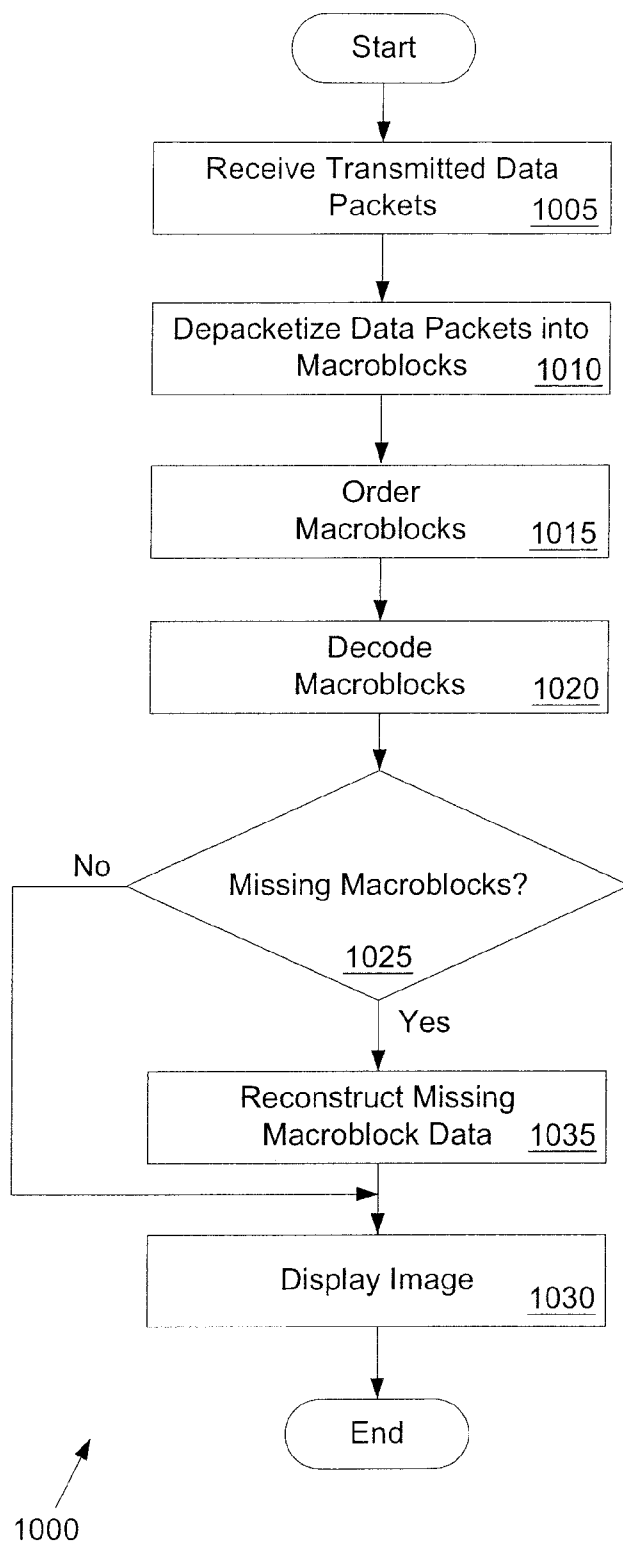 Start
Receive Transmitted Data
Packets 1005
Depacketize Data Packets into
Macroblocks 1010
Order
Macroblocks 1015
Decode
Macroblocks 1020
No
Missing Macroblocks?
1025
Yes
Reconstruct Missing
Macroblock Data 1035
Display Image 1030
End
1000